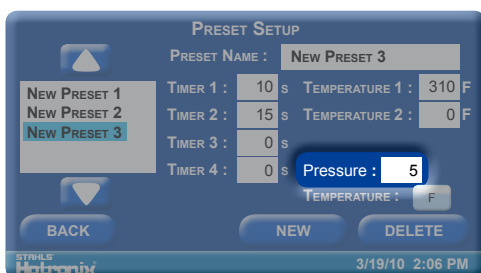 PRESET SETUP
PRESET NAME : NEW PRESET 3
NEW PRESET 1
NEW PRESET 2
NEW PRESET 3
TIMER 1 : 10 S TEMPERATURE 1 : 310 F
TIMER 2 : 15 S TEMPERATURE 2 : 0 F
TIMER 3 : 0 S
TIMER 4 : 0 S Pressure : 5
TEMPERATURE : F
BACK NEW DELETE
STAHLS'
Hotronix 3/19/10 2:06 PM